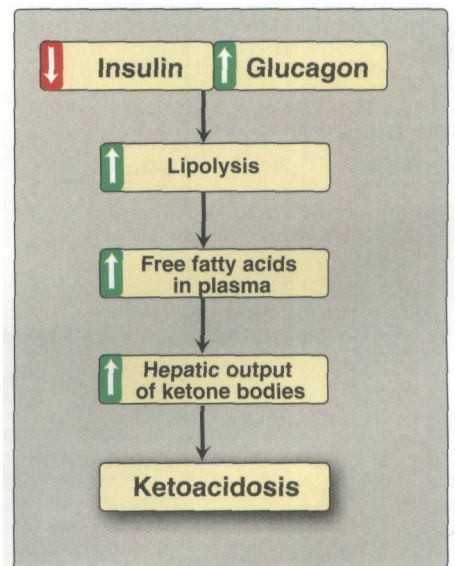 Insulin Glucagon
Lipolysis
Free fatty acids
in plasma
Hepatic output
of ketone bodies
Ketoacidosis